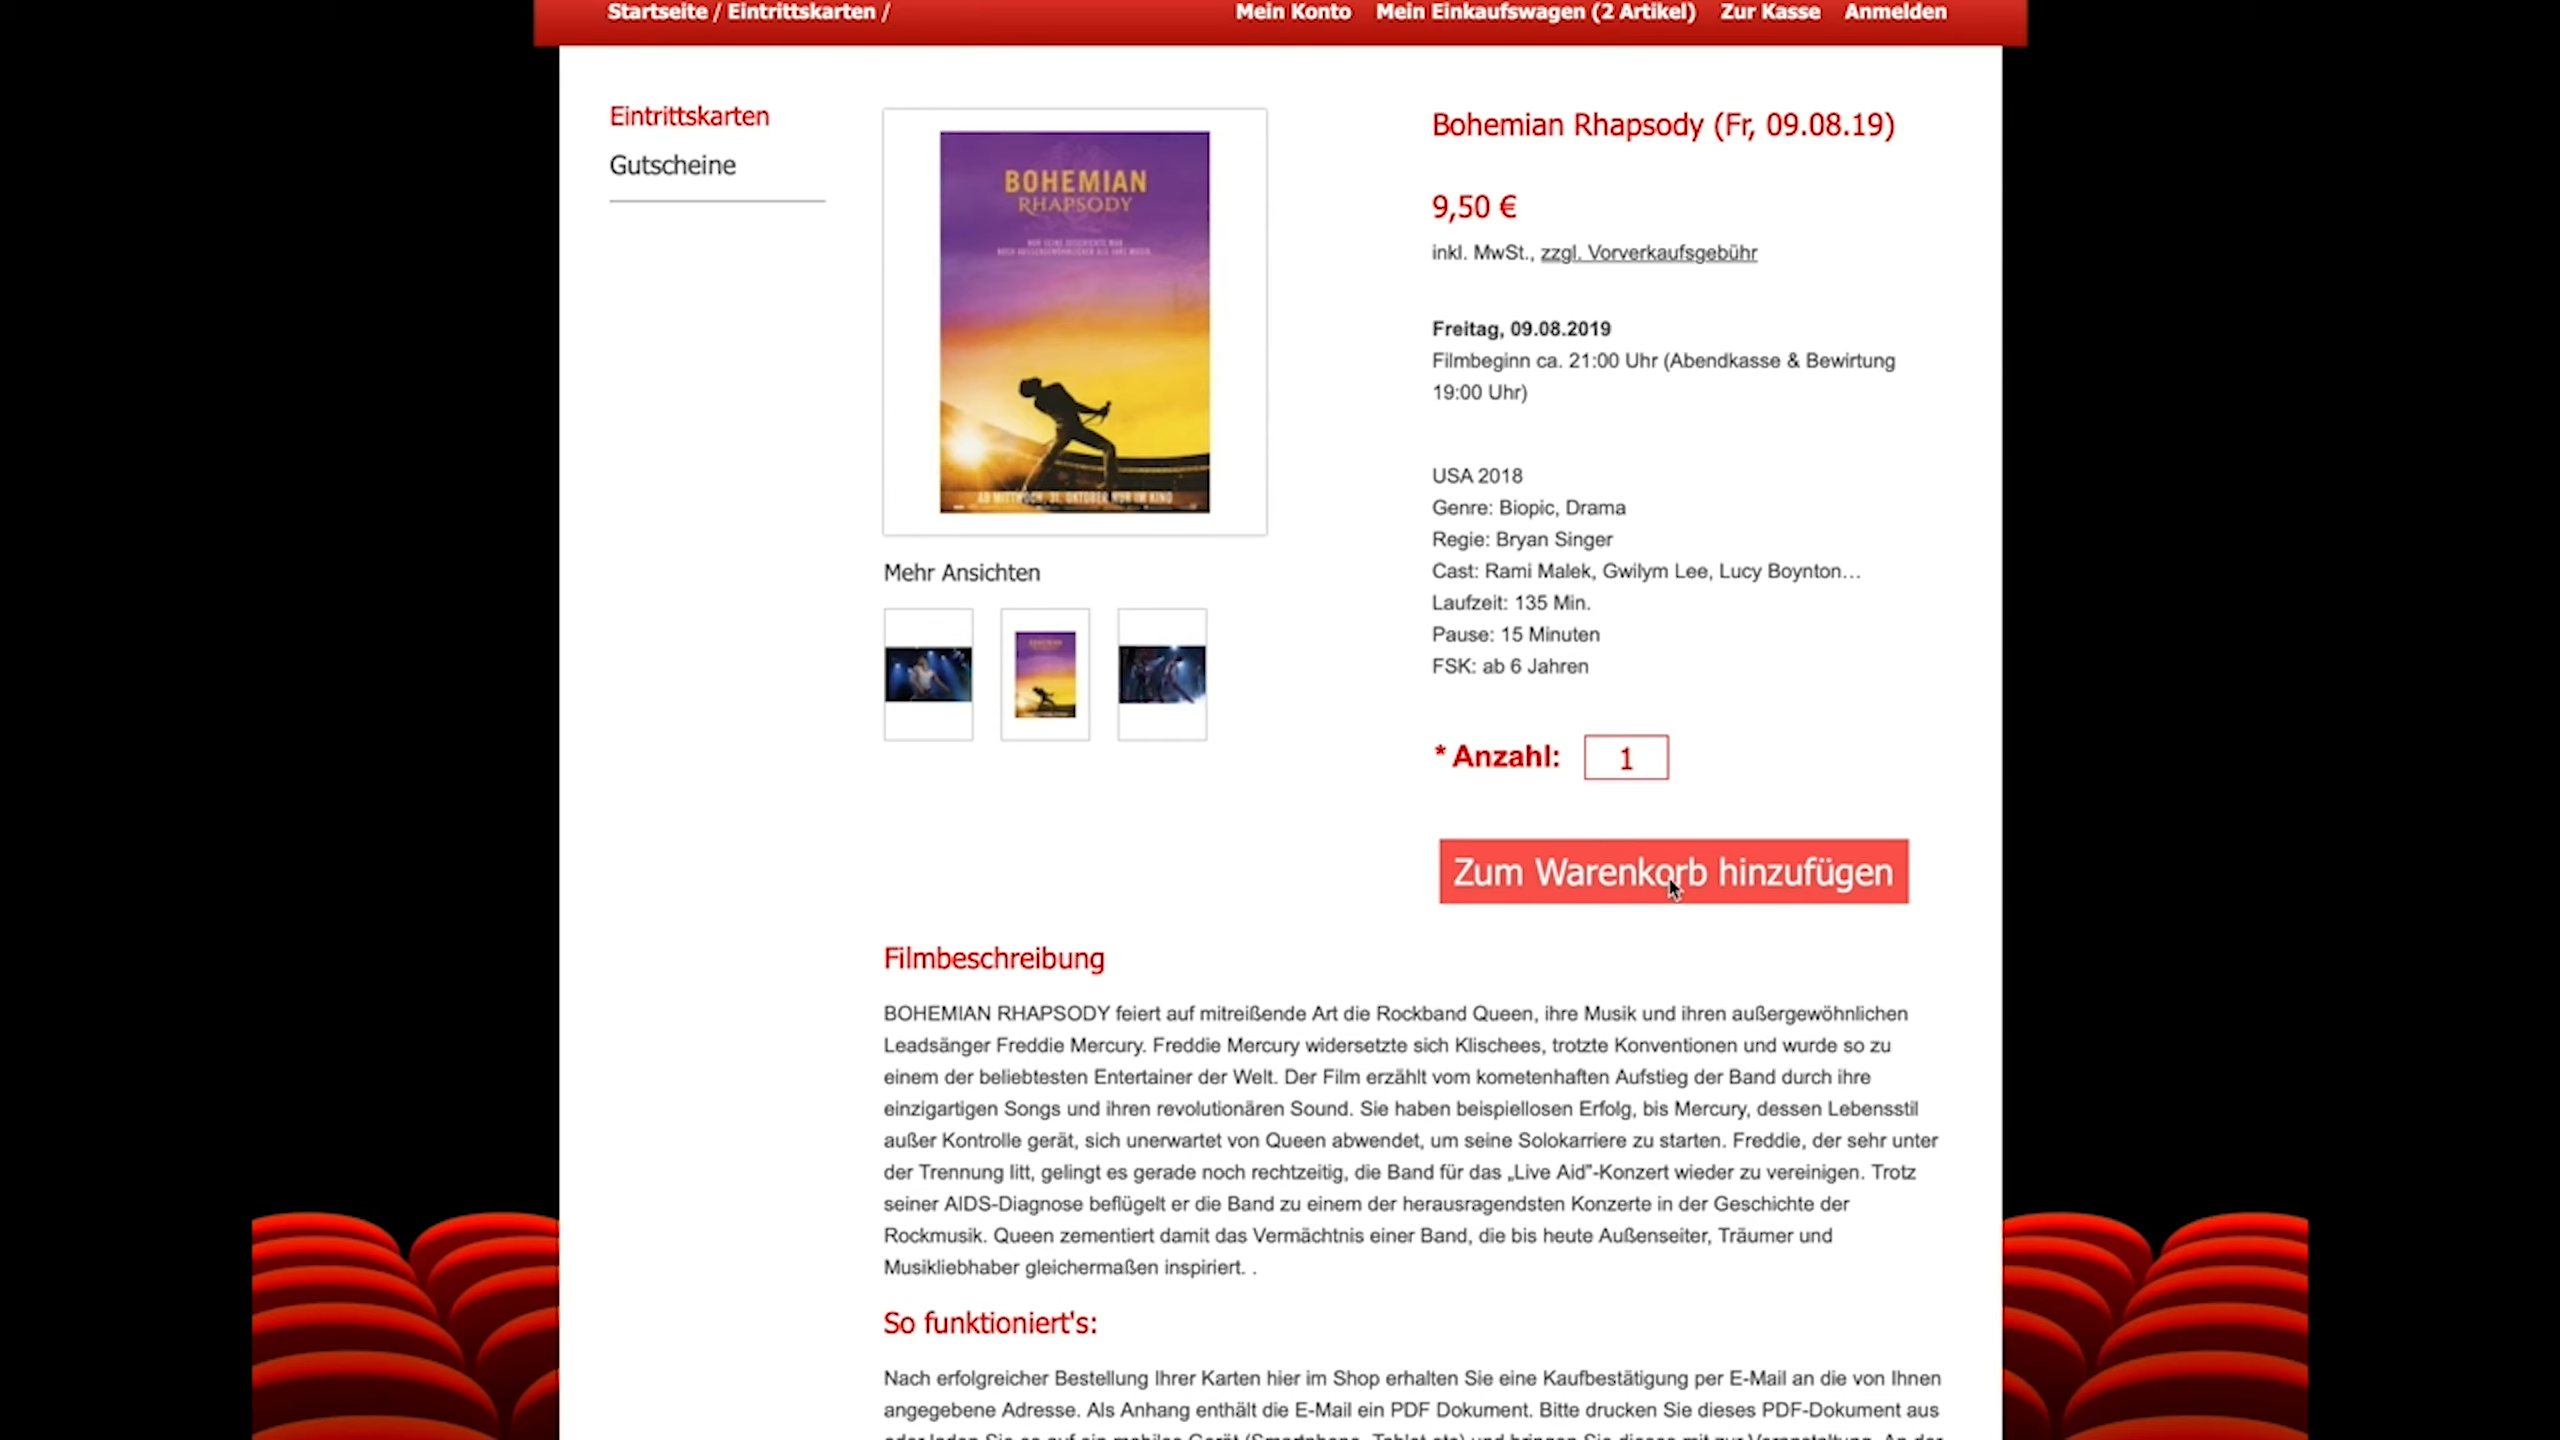 Startseite / Eintrittskarten /
Mein Konto Mein Einkaufswagen (2 Artikel) Zur Kasse Anmelden
Eintrittskarten
Gutscheine
BOHEMIAN
RHAPSODY
AB MITTWOCH, 31. OKTOBER NUR IM KINO
Mehr Ansichten
Bohemian Rhapsody (Fr, 09.08.19)
9,50 €
inkl. MwSt., zzgl. Vorverkaufsgebühr
Freitag, 09.08.2019
Filmbeginn ca. 21:00 Uhr (Abendkasse & Bewirtung
19:00 Uhr)
USA 2018
Genre: Biopic, Drama
Regie: Bryan Singer
Cast: Rami Malek, Gwilym Lee, Lucy Boynton…
Laufzeit: 135 Min.
Pause: 15 Minuten
FSK: ab 6 Jahren
* Anzahl: 1
Zum Warenkorb hinzufügen
Filmbeschreibung
BOHEMIAN RHAPSODY feiert auf mitreißende Art die Rockband Queen, ihre Musik und ihren außergewöhnlichen
Leadsänger Freddie Mercury. Freddie Mercury widersetzte sich Klischees, trotzte Konventionen und wurde so zu
einem der beliebtesten Entertainer der Welt. Der Film erzählt vom kometenhaften Aufstieg der Band durch ihre
einzigartigen Songs und ihren revolutionären Sound. Sie haben beispiellosen Erfolg, bis Mercury, dessen Lebensstil
außer Kontrolle gerät, sich unerwartet von Queen abwendet, um seine Solokarriere zu starten. Freddie, der sehr unter
der Trennung litt, gelingt es gerade noch rechtzeitig, die Band für das „Live Aid”-Konzert wieder zu vereinigen. Trotz
seiner AIDS-Diagnose beflügelt er die Band zu einem der herausragendsten Konzerte in der Geschichte der
Rockmusik. Queen zementiert damit das Vermächtnis einer Band, die bis heute Außenseiter, Träumer und
Musikliebhaber gleichermaßen inspiriert. .
So funktioniert's:
Nach erfolgreicher Bestellung Ihrer Karten hier im Shop erhalten Sie eine Kaufbestätigung per E-Mail an die von Ihnen
angegebene Adresse. Als Anhang enthält die E-Mail ein PDF Dokument. Bitte drucken Sie dieses PDF-Dokument aus